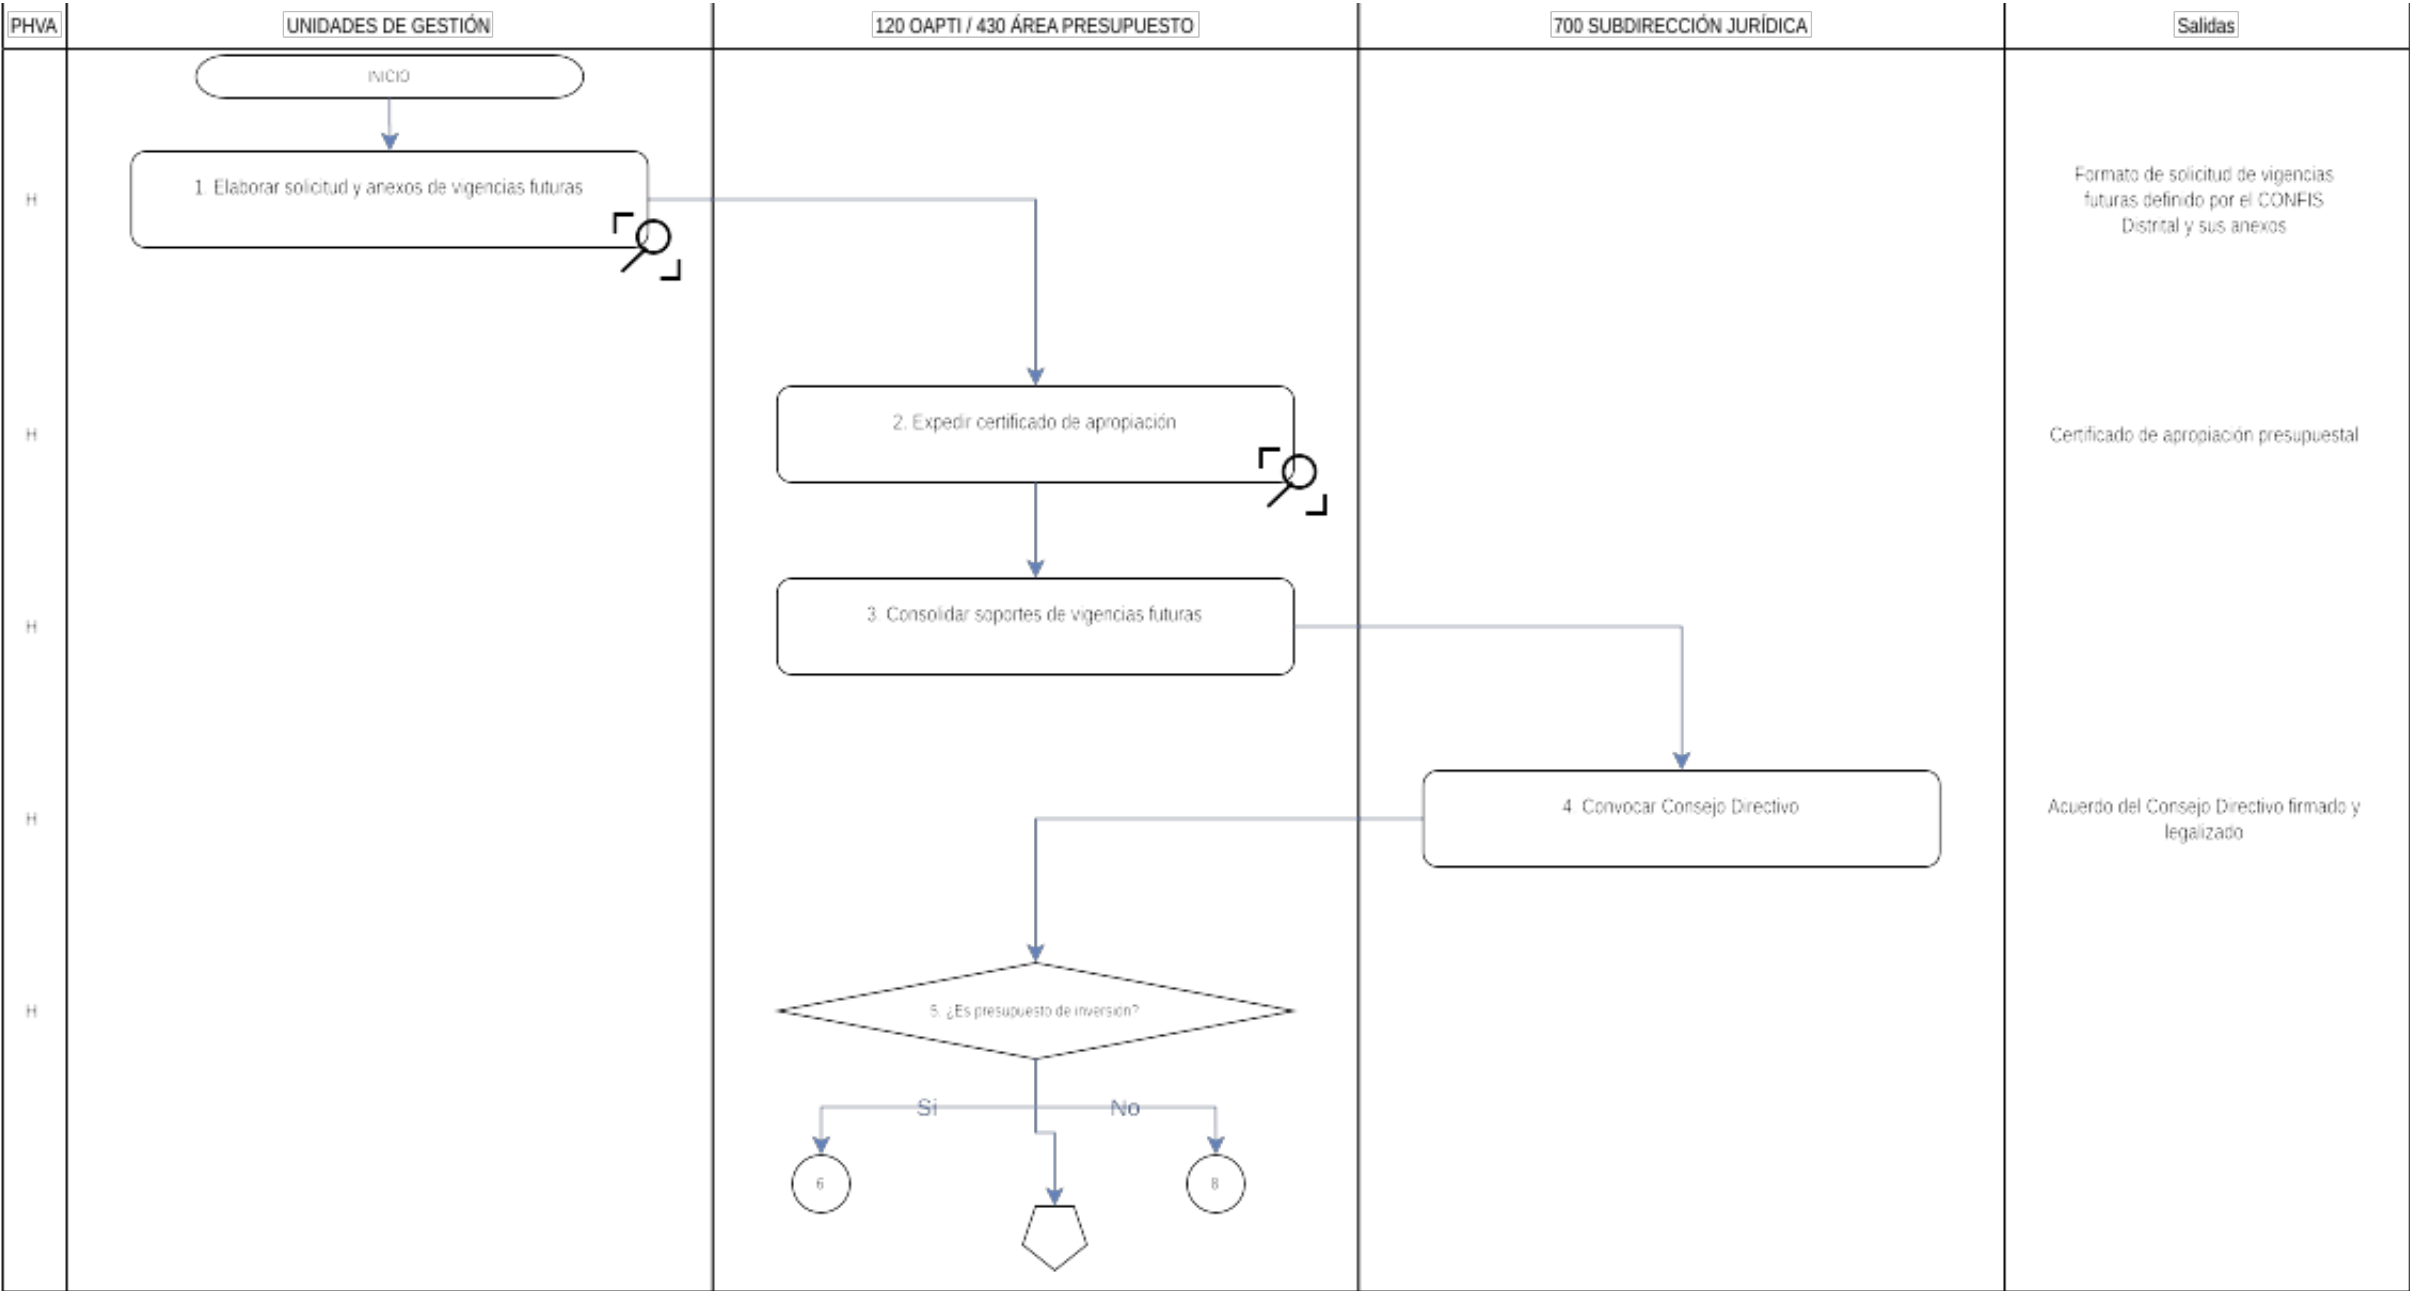 PHVA
UNIDADES DE GESTIÓN
120 OAPTI / 430 ÁREA PRESUPUESTO
700 SUBDIRECCIÓN JURÍDICA
Salidas
INICIO
H
1. Elaborar solicitud y anexos de vigencias futuras
Formato de solicitud de vigencias
futuras definido por el CONFIS
Distrital y sus anexos
H
2. Expedir certificado de apropiación
Certificado de apropiación presupuestal
H
3. Consolidar soportes de vigencias futuras
H
4. Convocar Consejo Directivo
Acuerdo del Consejo Directivo firmado y
legalizado
H
5. ¿Es presupuesto de inversión?
Si
No
6
8